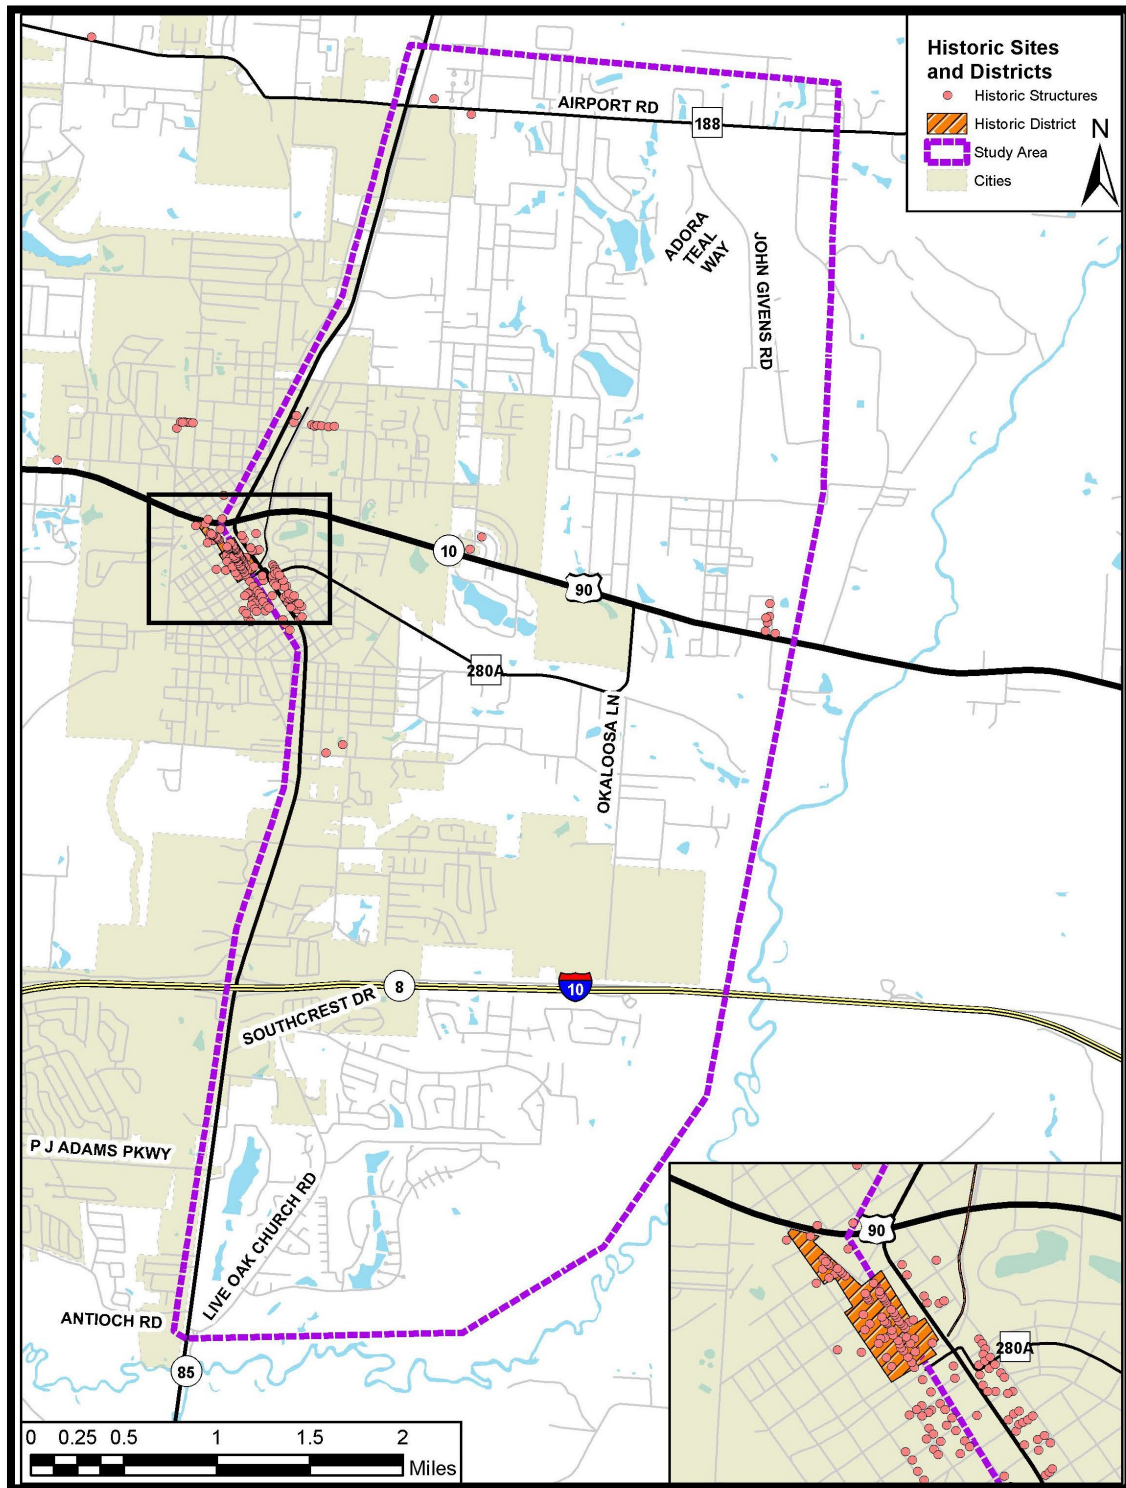 Historic Sites
and Districts
Historic Structures
Historic District
Study Area
Cities
N
AIRPORT RD
188
ADORA
TEAL
WAY
JOHN GIVENS RD
10
90
280A
OKALOOSA LN
8
10
SOUTHCREST DR
P J ADAMS PKWY
LIVE OAK CHURCH RD
ANTIOCH RD
85
90
280A
0 0.25 0.5 1 1.5 2
Miles